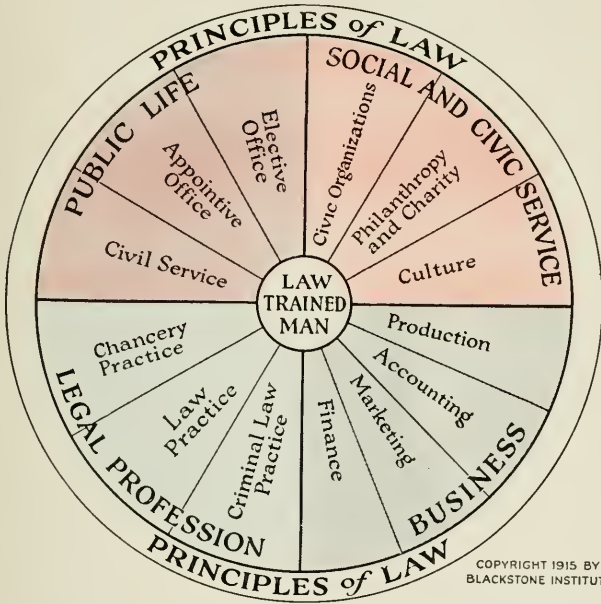 PRINCIPLES of LAW
PUBLIC LIFE
Civil Service
Appointive
Office
Elective
Office
SOCIAL AND CIVIC SERVICE
Civic Organizations
Philanthropy
and Charity
Culture
LAW
TRAINED
MAN
LEGAL PROFESSION
Chancery
Practice
Law
Practice
Criminal Law
Practice
BUSINESS
Production
Accounting
Marketing
Finance
PRINCIPLES of LAW
COPYRIGHT 1915 BY
BLACKSTONE INSTITUT